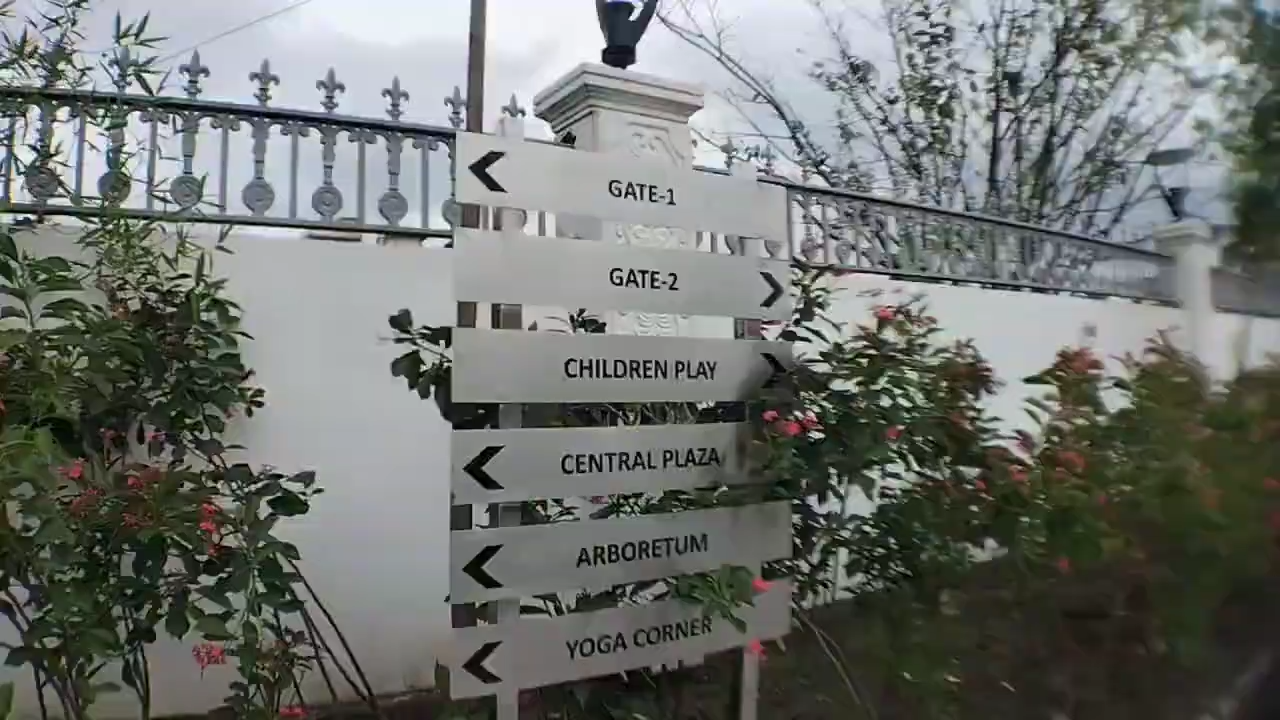 GATE-1
GATE-2
CHILDREN PLAY
CENTRAL PLAZA
ARBORETUM
YOGA CORNER